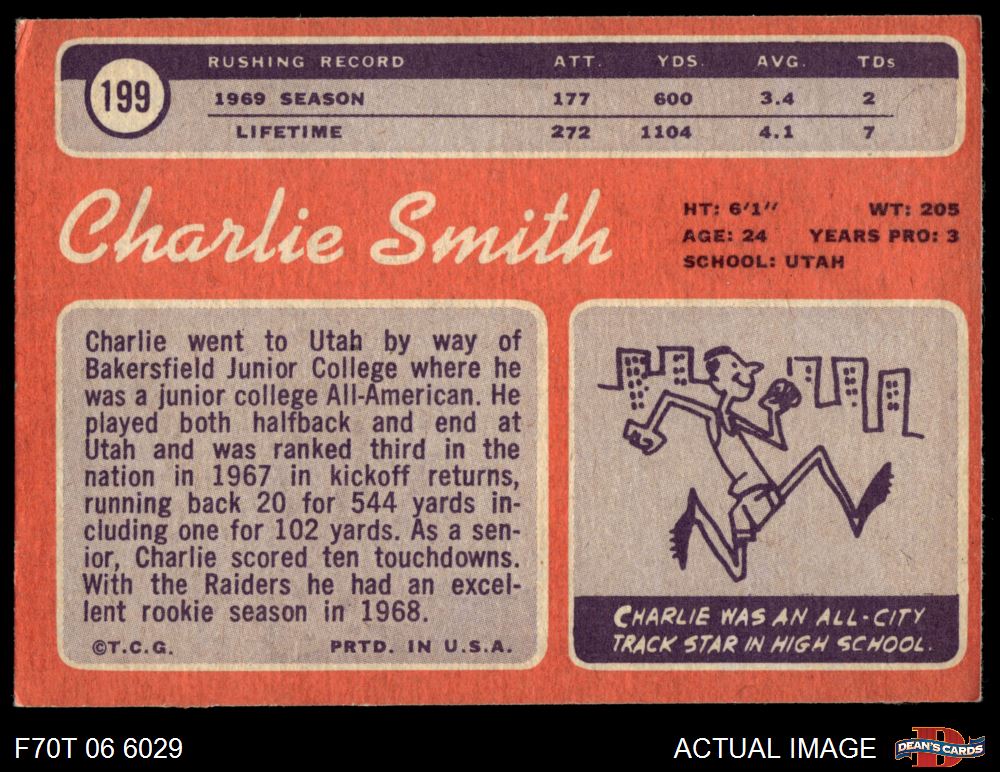 199
RUSHING RECORD ATT. YDS. AVG. TDs
1969 SEASON 177 600 3.4 2
LIFETIME 272 1104 4.1 7
Charlie Smith
HT: 6'1" WT: 205
AGE: 24 YEARS PRO: 3
SCHOOL: UTAH
Charlie went to Utah by way of
Bakersfield Junior College where he
was a junior college All-American. He
played both halfback and end at
Utah and was ranked third in the
nation in 1967 in kickoff returns,
running back 20 for 544 yards in-
cluding one for 102 yards. As a sen-
ior, Charlie scored ten touchdowns.
With the Raiders he had an excel-
lent rookie season in 1968.
©T.C.G. PRTD. IN U.S.A.
CHARLIE WAS AN ALL-CITY
TRACK STAR IN HIGH SCHOOL.
F70T 06 6029
ACTUAL IMAGE
D
DEAN'S CARDS